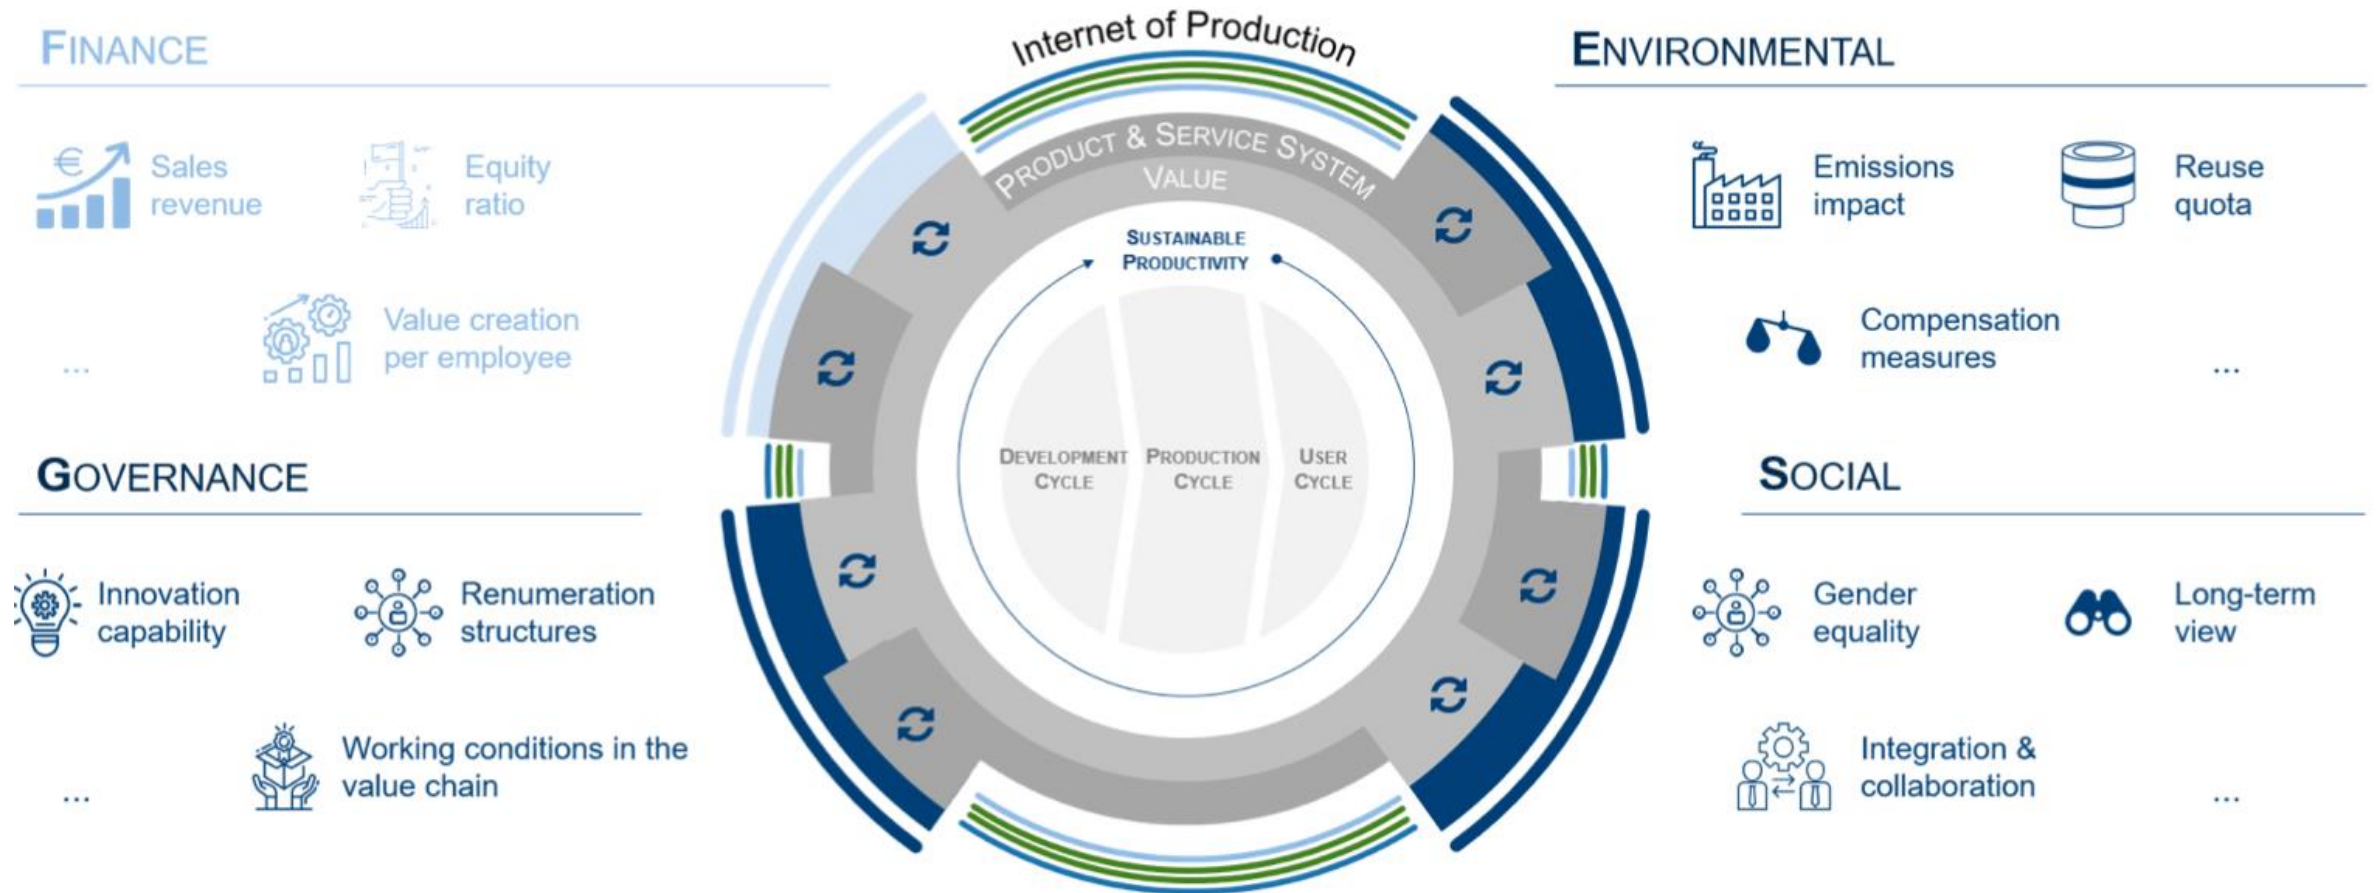 FINANCE
Sales
revenue
Equity
ratio
Value creation
per employee
...
GOVERNANCE
Innovation
capability
Renumeration
structures
Working conditions in the
value chain
...
Internet of Production
PRODUCT & SERVICE SYSTEM
VALUE
SUSTAINABLE
PRODUCTIVITY
DEVELOPMENT
CYCLE
PRODUCTION
CYCLE
USER
CYCLE
ENVIRONMENTAL
Emissions
impact
Reuse
quota
Compensation
measures
...
SOCIAL
Gender
equality
Long-term
view
Integration &
collaboration
...